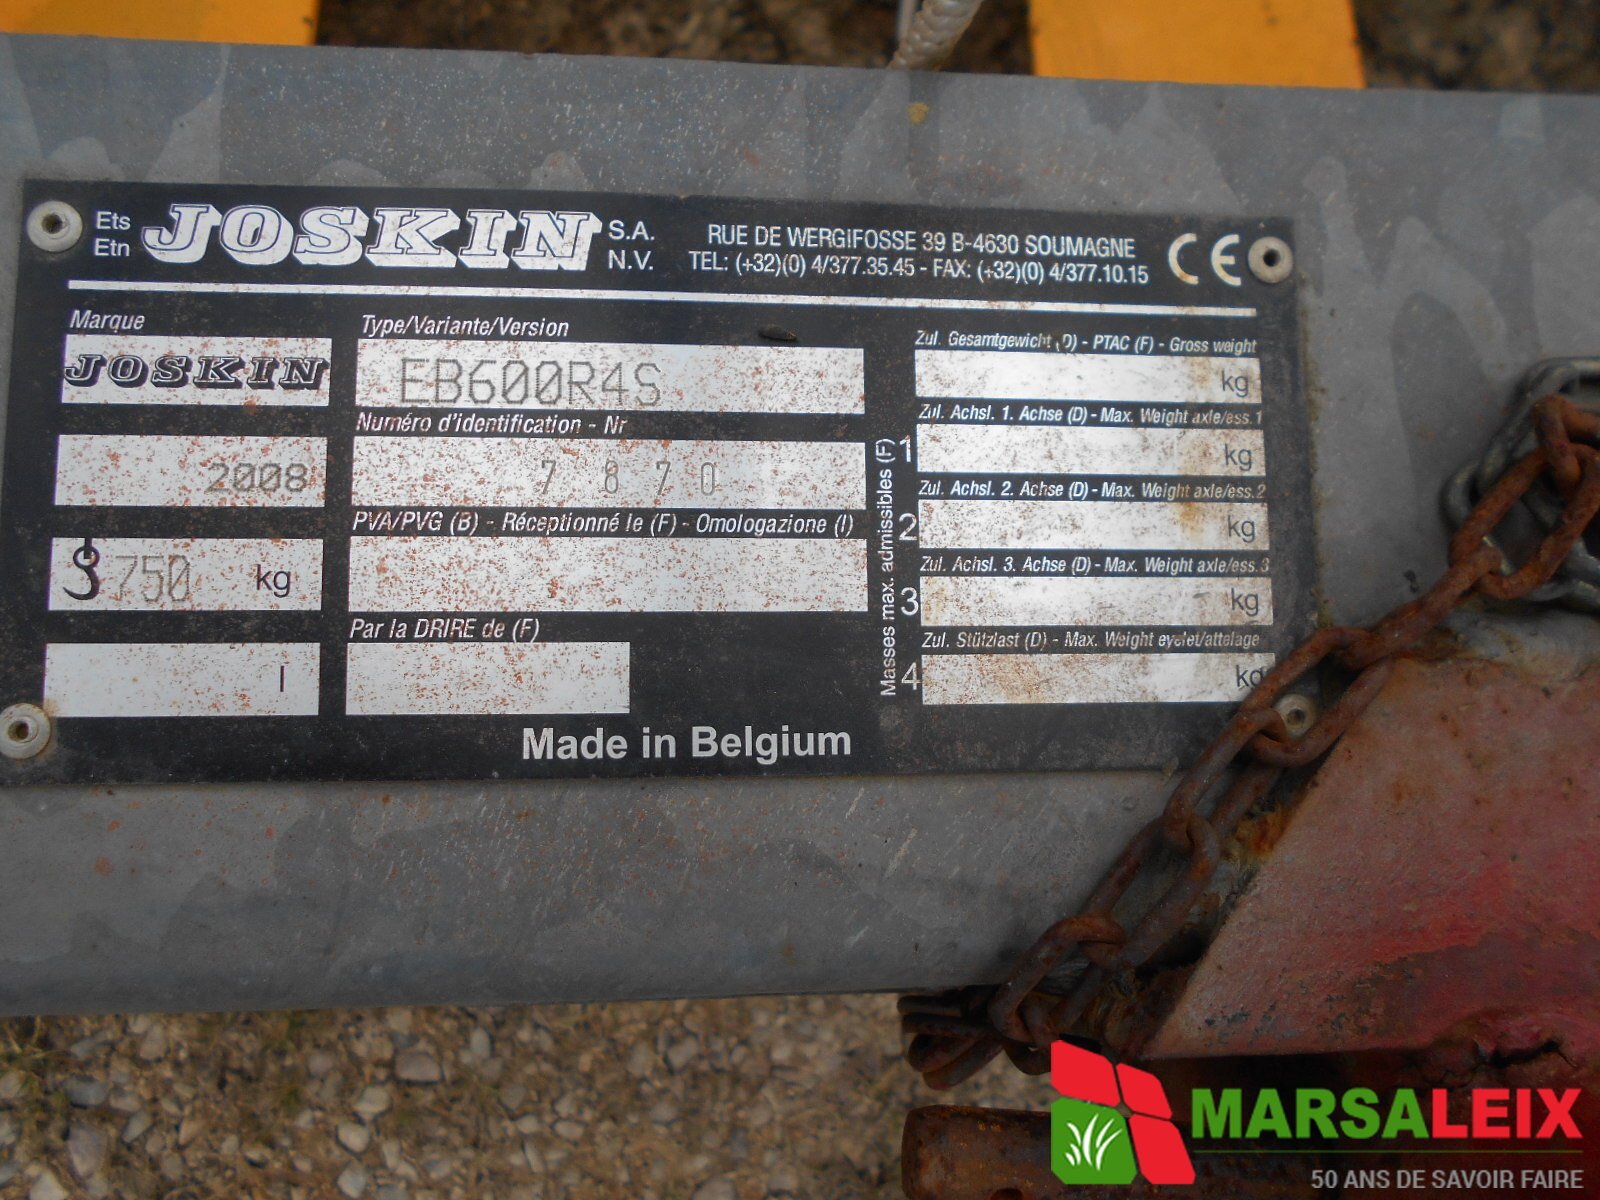 Ets
Etn
JOSKIN
S.A.
N.V.
RUE DE WERGIFOSSE 39 B-4630 SOUMAGNE
TEL: (+32)(0) 4/377.35.45 - FAX: (+32)(0) 4/377.10.15
CE
Marque
JOSKIN
2008
750 kg
l
Type/Variante/Version
EB600R4S
Numéro d'identification - Nr
7 8 7 0
PVA/PVG (B) - Réceptionné le (F) - Omologazione (I)
Par la DRIRE de (F)
Made in Belgium
Masses max. admissibles (F)
Zul. Gesamtgewicht (D) - PTAC (F) - Gross weight
kg
Zul. Achsl. 1. Achse (D) - Max. Weight axle/ess.1
1 kg
Zul. Achsl. 2. Achse (D) - Max. Weight axle/ess.2
2 kg
Zul. Achsl. 3. Achse (D) - Max. Weight axle/ess.3
3 kg
Zul. Stützlast (D) - Max. Weight eyelet/attelage
4 kg
MARSALEIX
50 ANS DE SAVOIR FAIRE